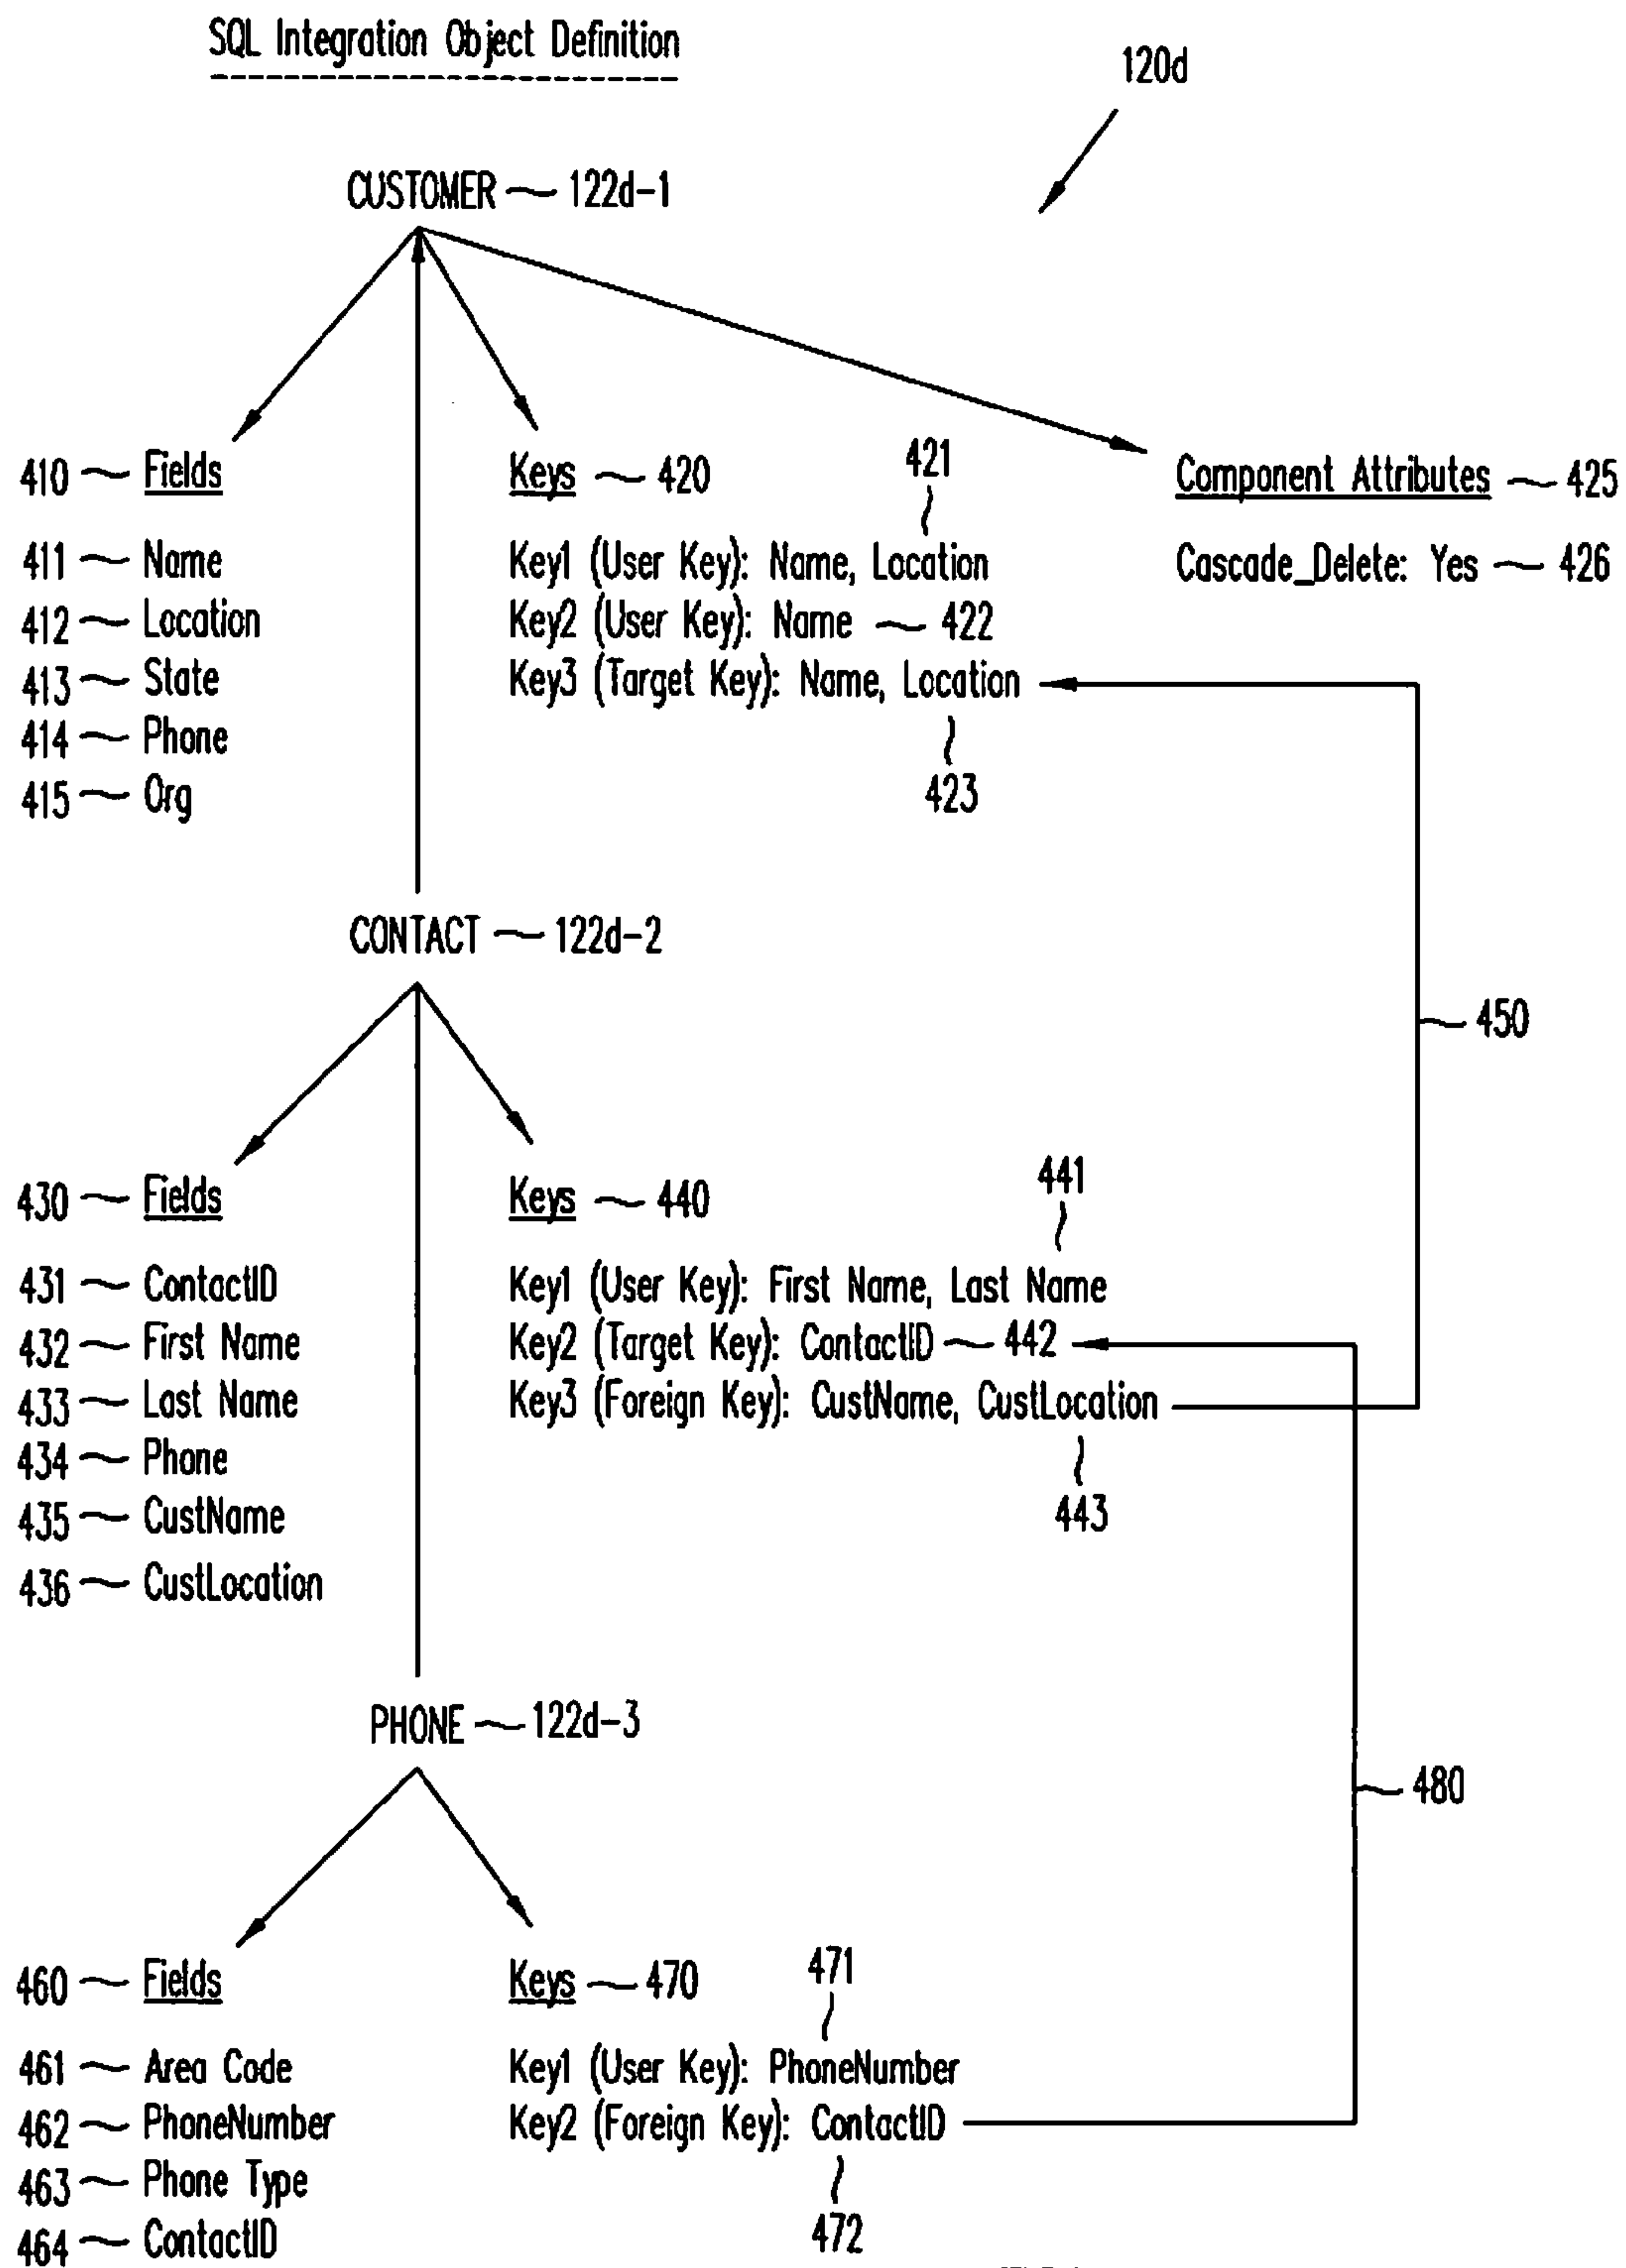 SQL Integration Object Definition
120d
CUSTOMER 122d-1
410 Fields
411 Name
412 Location
413 State
414 Phone
415 Org
Keys 420
421
Key1 (User Key): Name, Location
Key2 (User Key): Name 422
Key3 (Target Key): Name, Location
423
Component Attributes 425
Cascade_Delete: Yes 426
CONTACT 122d-2
450
430 Fields
431 ContactID
432 First Name
433 Last Name
434 Phone
435 CustName
436 CustLocation
Keys 440
441
Key1 (User Key): First Name, Last Name
Key2 (Target Key): ContactID 442
Key3 (Foreign Key): CustName, CustLocation
443
PHONE 122d-3
480
460 Fields
461 Area Code
462 PhoneNumber
463 Phone Type
464 ContactID
Keys 470
471
Key1 (User Key): PhoneNumber
Key2 (Foreign Key): ContactID
472